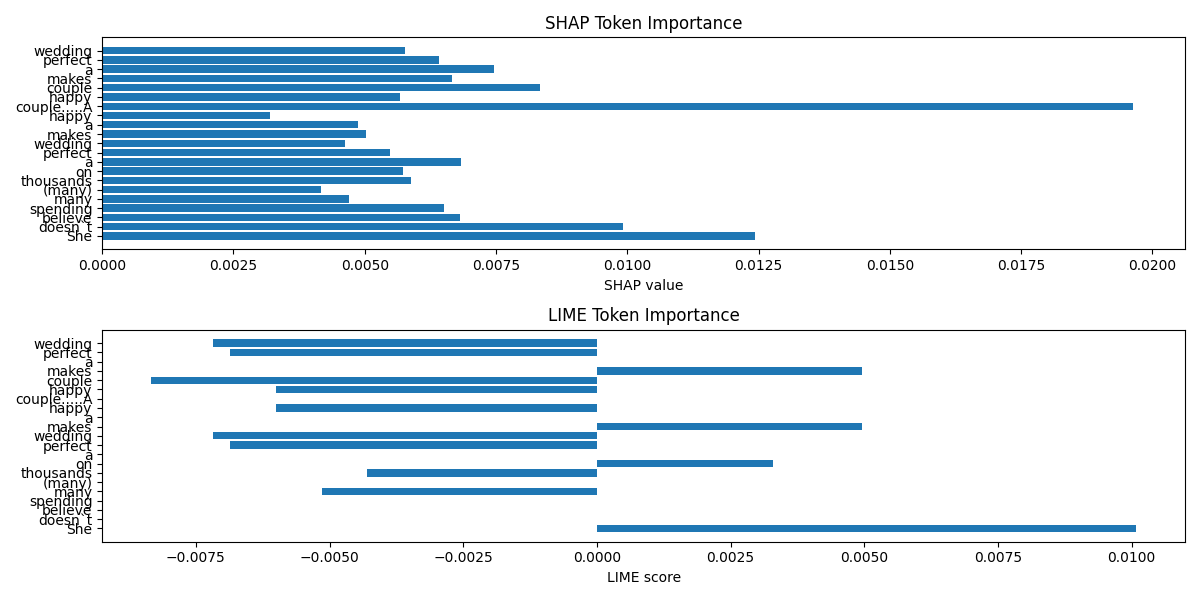 SHAP Token Importance
wedding
perfect
a
makes
couple
happy
couple.....A
happy
a
makes
wedding
perfect
a
on
thousands
(many)
many
spending
believe
doesn`t
She
0.0000 0.0025 0.0050 0.0075 0.0100 0.0125 0.0150 0.0175 0.0200
SHAP value
LIME Token Importance
wedding
perfect
a
makes
couple
happy
couple.....A
happy
a
makes
wedding
perfect
a
on
thousands
(many)
many
spending
believe
doesn`t
She
−0.0075 −0.0050 −0.0025 0.0000 0.0025 0.0050 0.0075 0.0100
LIME score